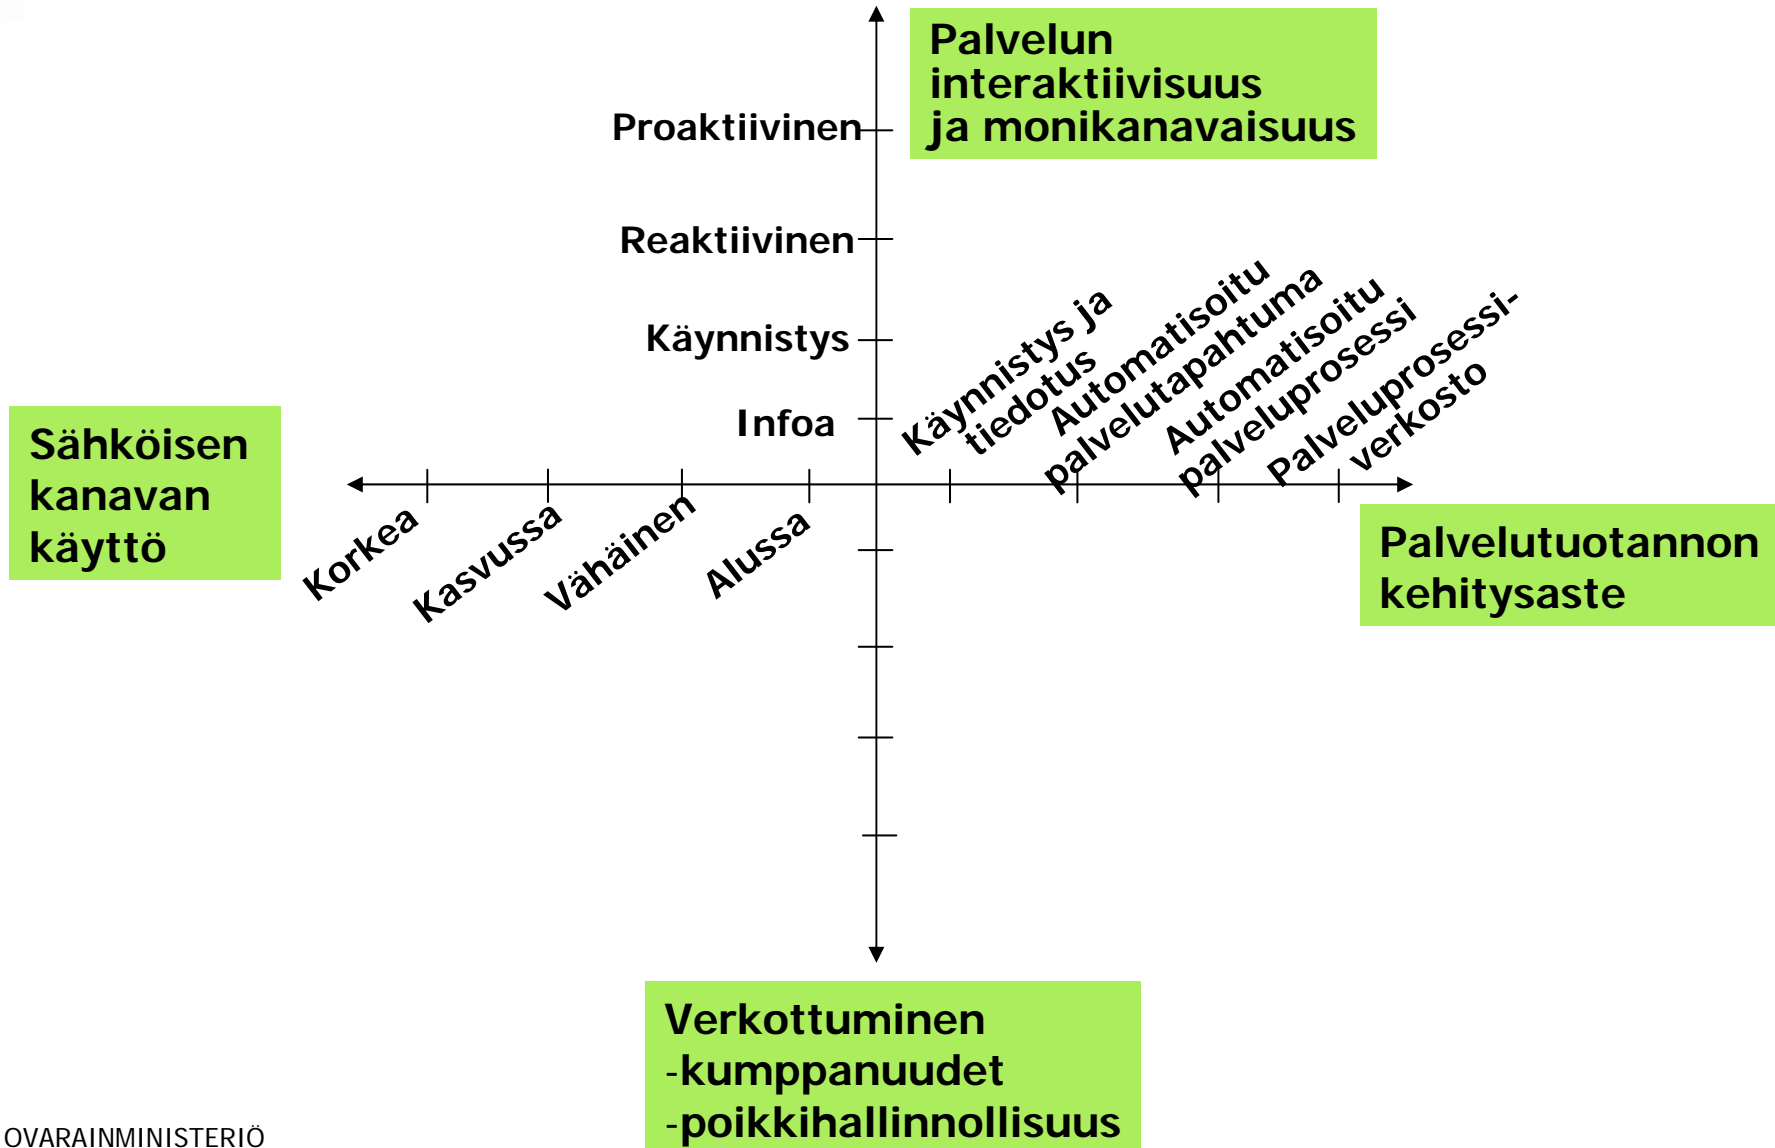 Palvelun
interaktiivisuus
ja monikanavaisuus
Proaktiivinen
Reaktiivinen
Käynnistys
Infoa
Käynnistys ja
tiedotus
Automatisoitu
palvelutapahtuma
Automatisoitu
palveluprosessi
Palveluprosessi-
verkosto
Sähköisen
kanavan
käyttö
Korkea
Kasvussa
Vähäinen
Alussa
Palvelutuotannon
kehitysaste
Verkottuminen
-kumppanuudet
-poikkihallinnollisuus
OVARAINMINISTERIÖ